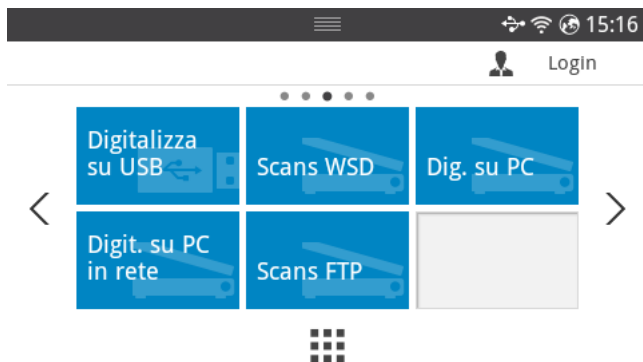 15:16
Login
Digitalizza
su USB
Scans WSD
Dig. su PC
Digit. su PC
in rete
Scans FTP